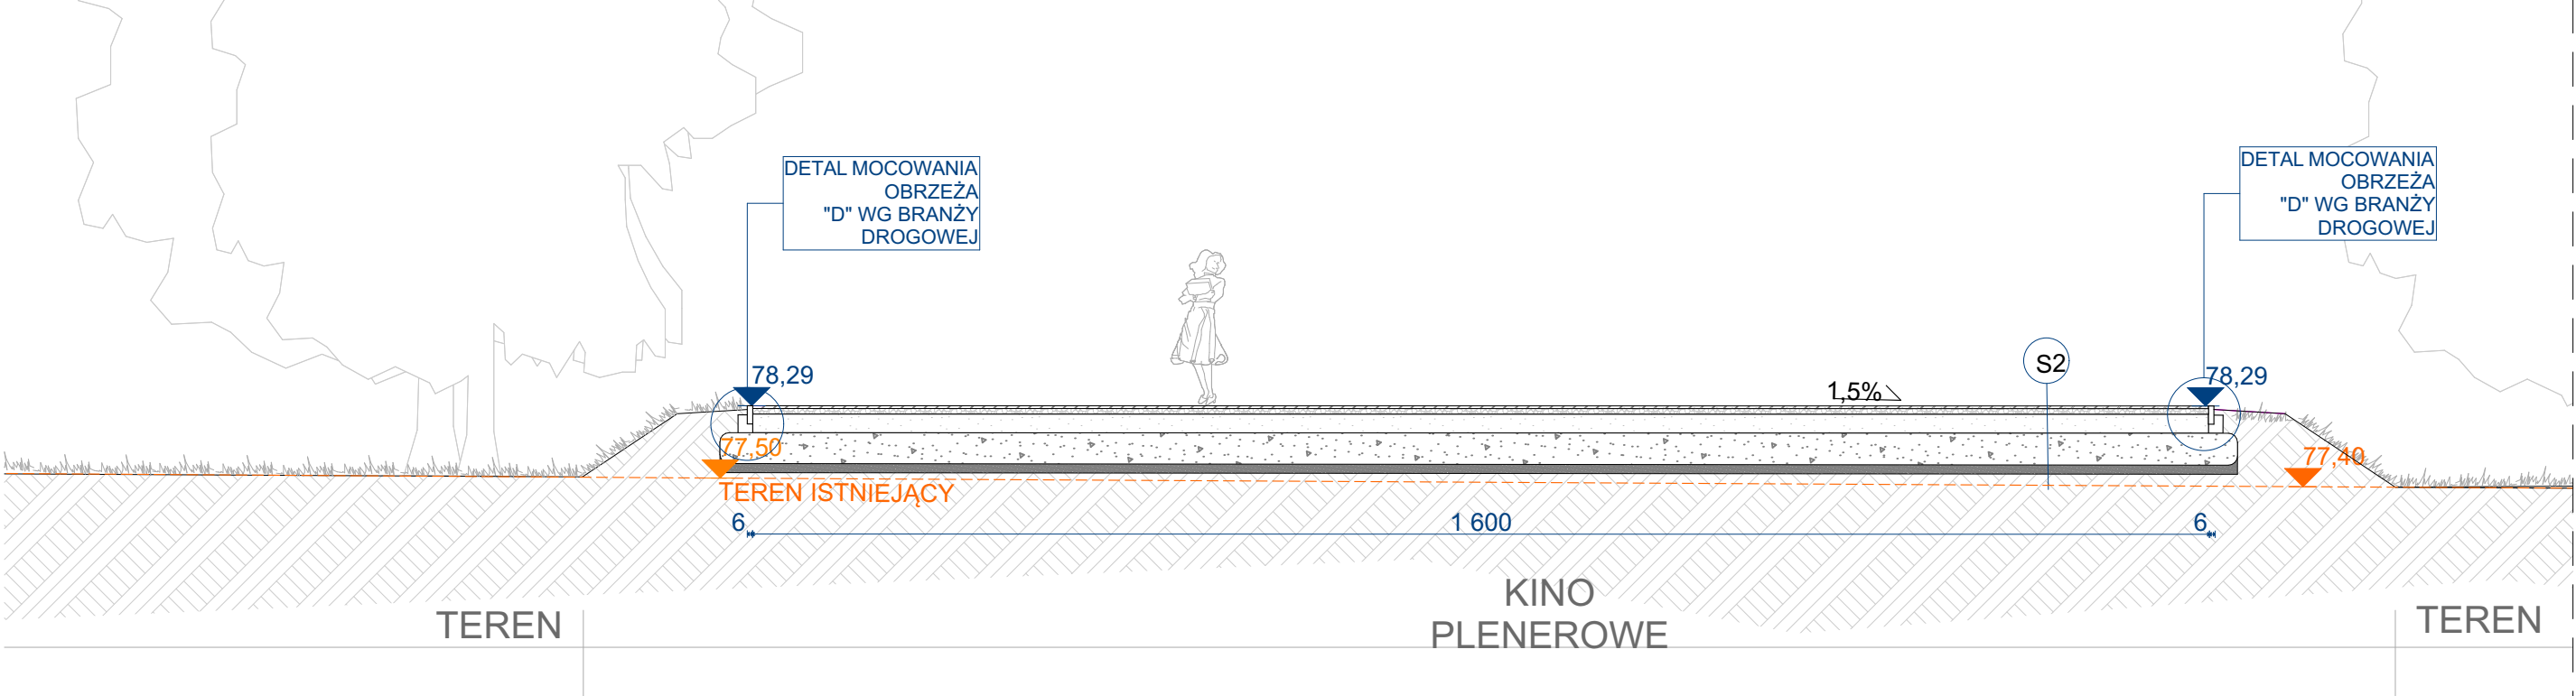 DETAL MOCOWANIA
OBRZEŻA
"D" WG BRANŻY
DROGOWEJ
DETAL MOCOWANIA
OBRZEŻA
"D" WG BRANŻY
DROGOWEJ
78,29
1,5%
S2
78,29
77,50
77,40
TEREN ISTNIEJĄCY
6
1 600
6
TEREN
KINO
PLENEROWE
TEREN